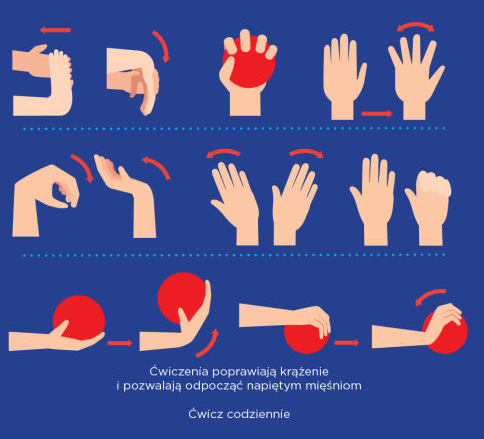 Ćwiczenia poprawiają krążenie
i pozwalają odpocząć napiętym mięśniom
Ćwicz codziennie